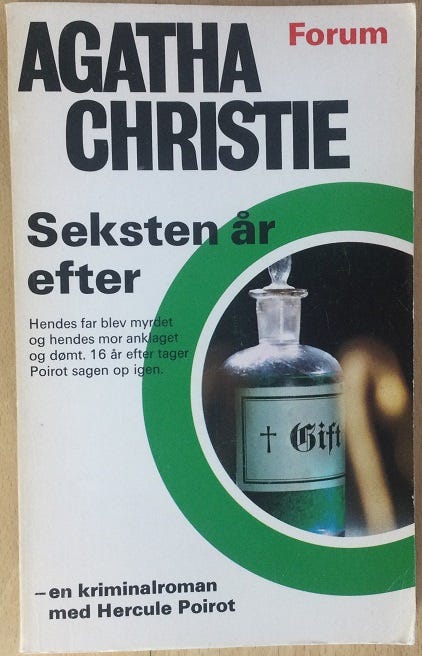 AGATHA
Forum
CHRISTIE
Seksten år
efter
Hendes far blev myrdet
og hendes mor anklaget
og dømt. 16 år efter tager
Poirot sagen op igen.
† Gift
– en kriminalroman
med Hercule Poirot